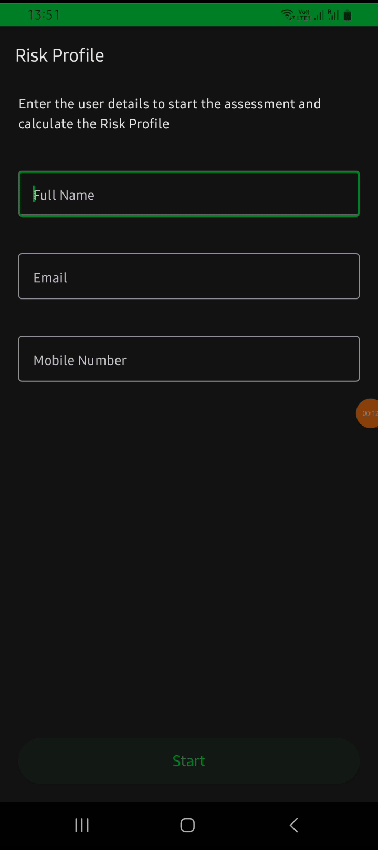 13:51
Risk Profile
Enter the user details to start the assessment and
calculate the Risk Profile
Full Name
Email
Mobile Number
Start